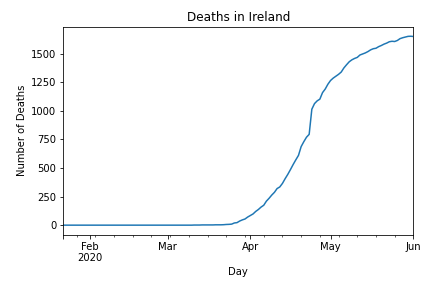 Deaths in Ireland
Number of Deaths
1500
1250
1000
750
500
250
0
Feb
2020
Mar
Apr
May
Jun
Day